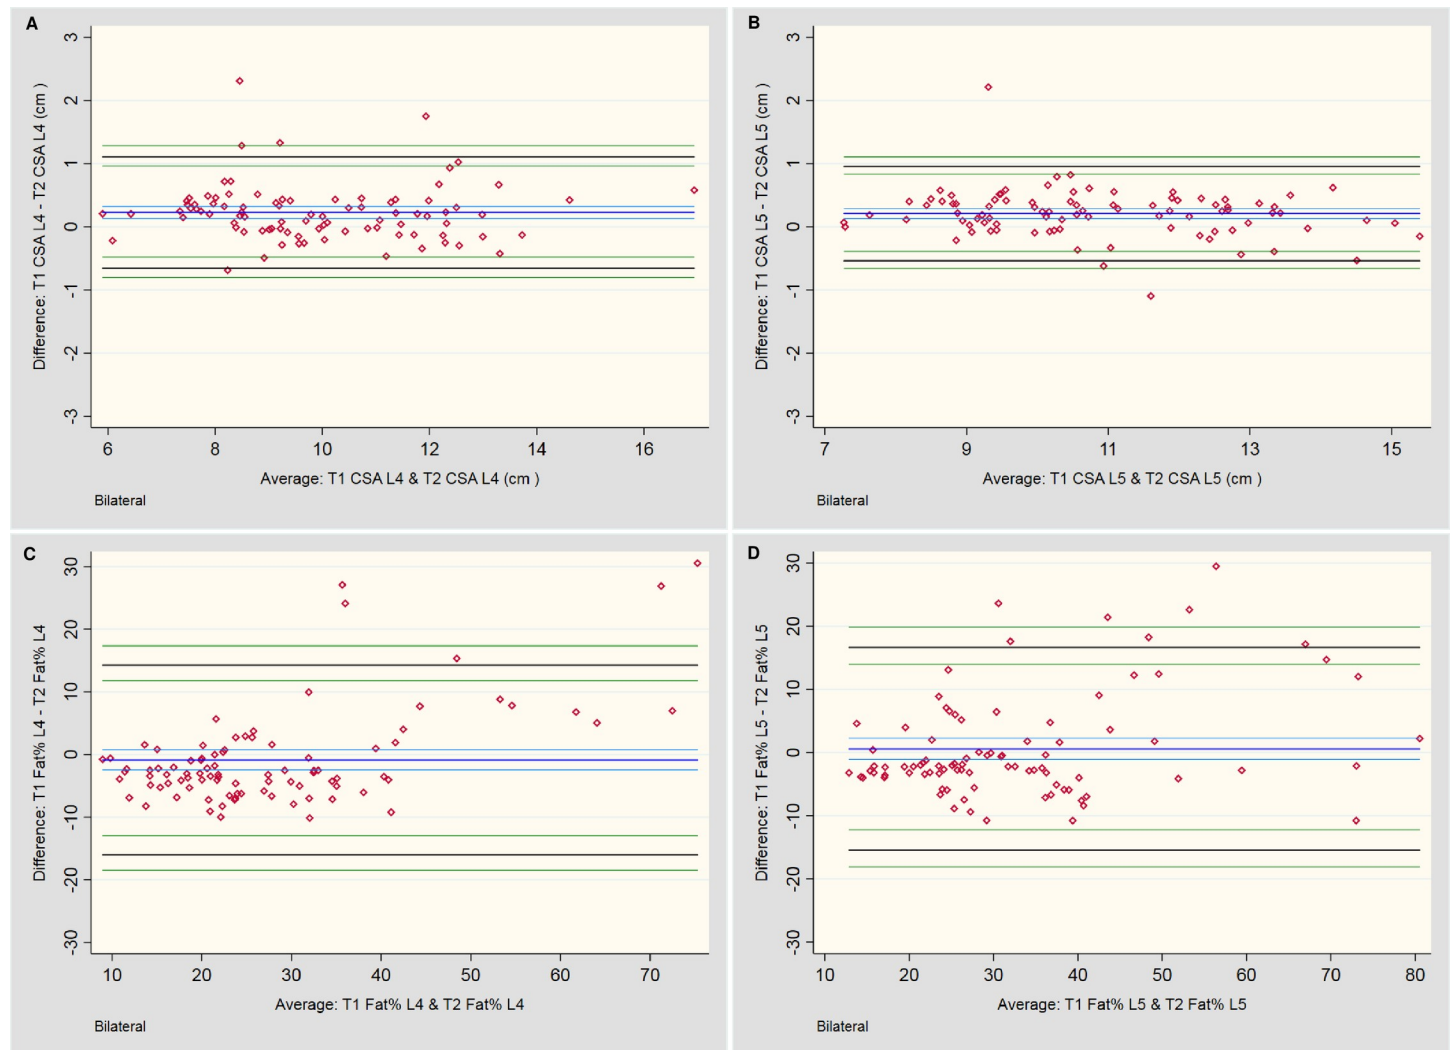 A
3
2
1
0
-1
-2
-3
Difference: T1 CSA L4 - T2 CSA L4 (cm )
6 8 10 12 14 16
Average: T1 CSA L4 & T2 CSA L4 (cm )
Bilateral
B
3
2
1
0
-1
-2
-3
Difference: T1 CSA L5 - T2 CSA L5 (cm )
7 9 11 13 15
Average: T1 CSA L5 & T2 CSA L5 (cm )
Bilateral
C
30
20
10
0
-10
-20
-30
Difference: T1 Fat% L4 - T2 Fat% L4
10 20 30 40 50 60 70
Average: T1 Fat% L4 & T2 Fat% L4
Bilateral
D
30
20
10
0
-10
-20
-30
Difference: T1 Fat% L5 - T2 Fat% L5
10 20 30 40 50 60 70 80
Average: T1 Fat% L5 & T2 Fat% L5
Bilateral